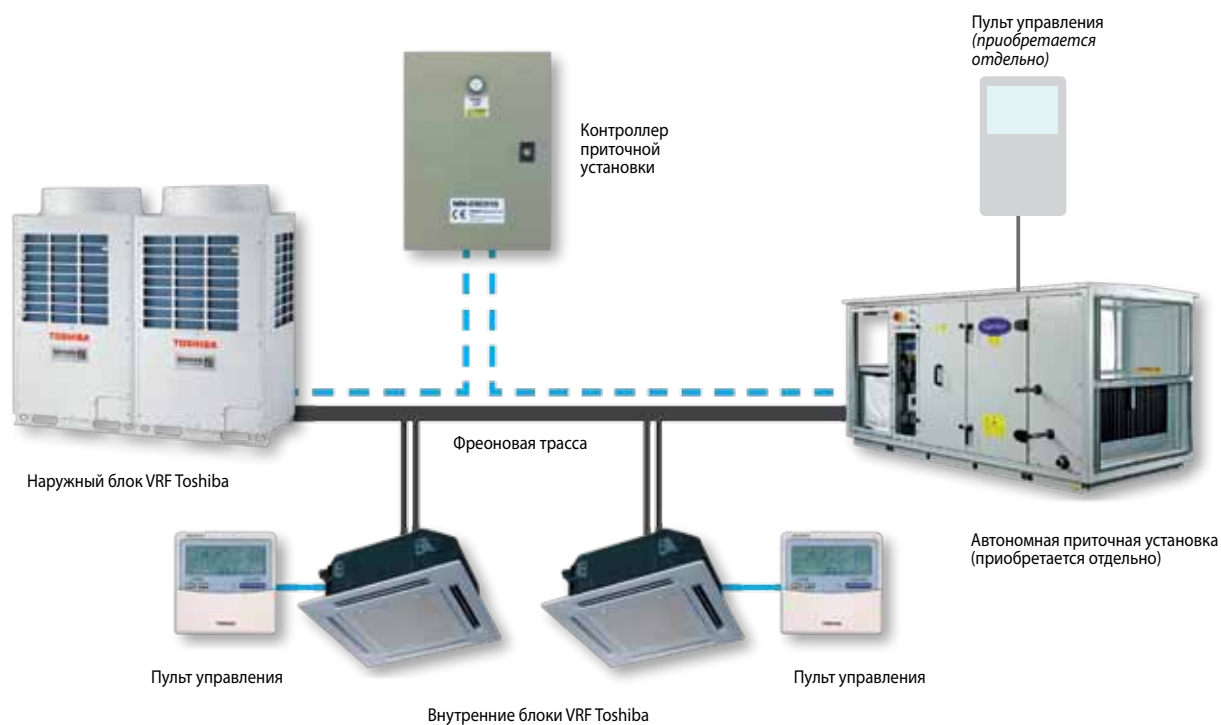 Пульт управления
(приобретается
отдельно)
Контроллер
приточной
установки
TOSHIBA
TOSHIBA
Фреоновая трасса
Наружный блок VRF Toshiba
Автономная приточная установка
(приобретается отдельно)
Пульт управления
Пульт управления
Внутренние блоки VRF Toshiba